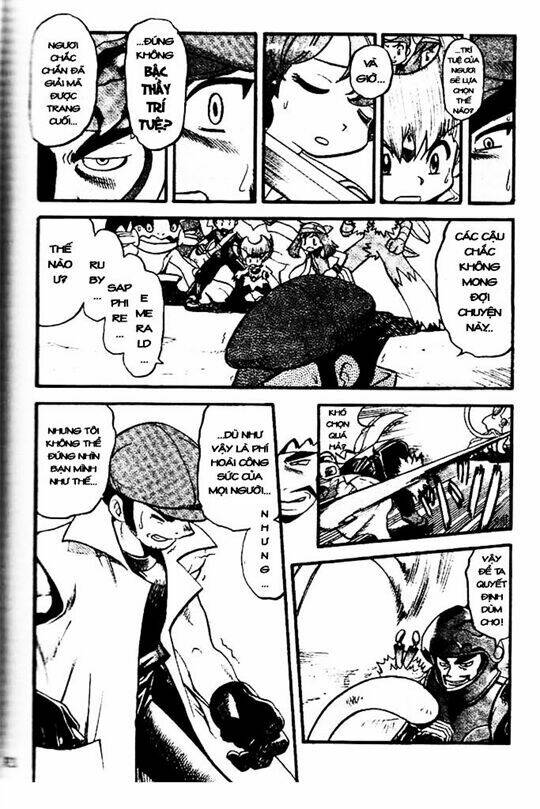 NGƯƠI
CHẮC
CHẮN ĐÃ
GIẢI MÃ
ĐƯỢC
TRANG
CUỐI...
...ĐÚNG
KHÔNG
BẬC
THẦY
TRÍ
TUỆ?
VÀ
GIỜ...
...TRÍ
TUỆ CỦA
NGƯƠI
SẼ LỰA
CHỌN
THẾ
NÀO?
THẾ
NÀO
Ư?
RU
BY
...
SAP
PHI
RE...
E
ME
RA
LD...
CÁC CẬU
CHẮC
KHÔNG
MONG
ĐỢI
CHUYỆN
NÀY..
NHƯNG TÔI
KHÔNG THỂ
ĐỨNG NHÌN
BẠN MÌNH
NHƯ THẾ...
...DÙ NHƯ
VẬY LÀ PHÍ
HOÀI CÔNG
SỨC CỦA
MỌI NGƯỜI...
N
H
Ư
N
G
...
KHÓ
CHỌN
QUÁ
HẢ?
VẬY
ĐỂ TA
QUYẾT
ĐỊNH
DÙM
CHO!